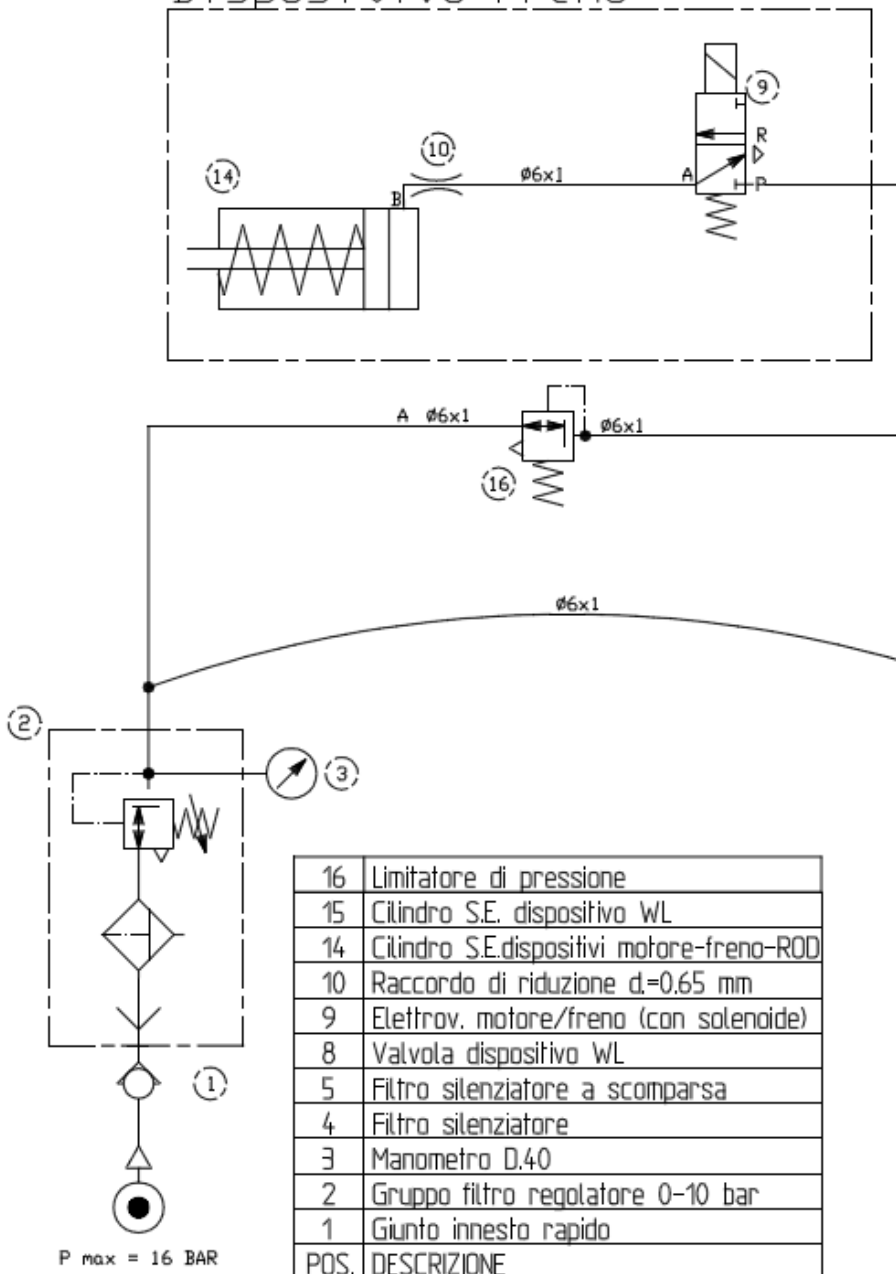 9
10
14
Ø6x1
A
R
P
B
A Ø6x1
Ø6x1
16
Ø6x1
2
3
1
P max = 16 BAR
16 Limitatore di pressione
15 Cilindro S.E. dispositivo WL
14 Cilindro S.E.dispositivi motore-freno-ROD
10 Raccordo di riduzione d.=0.65 mm
9 Elettrov. motore/freno (con solenoide)
8 Valvola dispositivo WL
5 Filtro silenziatore a scomparsa
4 Filtro silenziatore
3 Manometro D.40
2 Gruppo filtro regolatore 0-10 bar
1 Giunto innesto rapido
POS. DESCRIZIONE